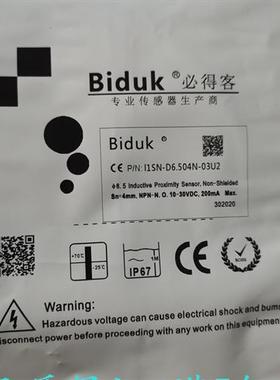 Biduk®必得客
专业传感器生产商
Biduk®
CE P/N: I1SN-D6.504N-03U2
Φ6.5 Inductive Proximity Sensor, Non-Shielded
Sn=4mm, NPN-N.O. 10-30VDC, 200mA Max.
302020
+70℃
-25℃
IP67
1M
Warning:
Hazardous voltage can cause electrical shock and burns
power before proceeding with any work on this equipment